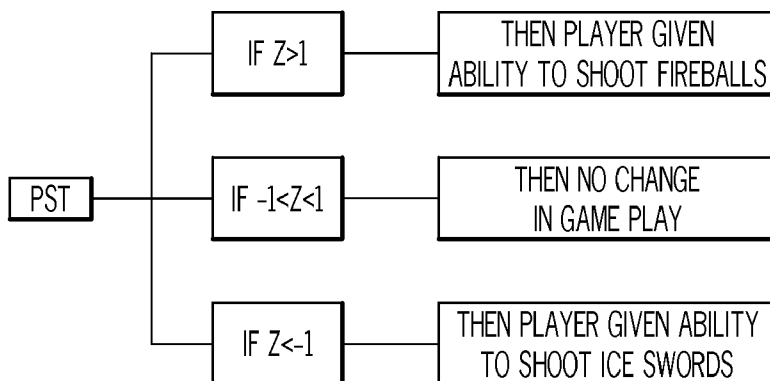 PST
IF Z>1
THEN PLAYER GIVEN
ABILITY TO SHOOT FIREBALLS
IF -1<Z<1
THEN NO CHANGE
IN GAME PLAY
IF Z<-1
THEN PLAYER GIVEN ABILITY
TO SHOOT ICE SWORDS